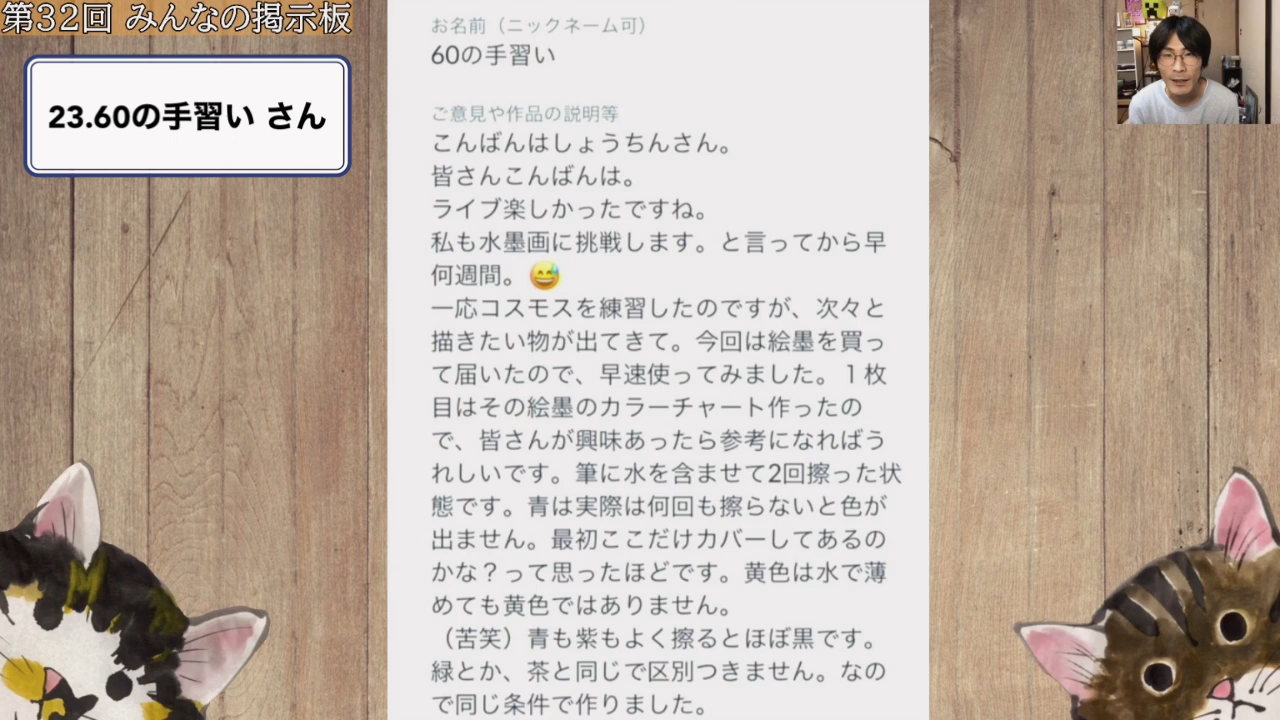 第32回 みんなの掲示板
23.60の手習い さん
お名前（ニックネーム可）
60の手習い
ご意見や作品の説明等
こんばんはしょうちんさん。
皆さんこんばんは。
ライブ楽しかったですね。
私も水墨画に挑戦します。と言ってから早
何週間。😅
一応コスモスを練習したのですが、次々と
描きたい物が出てきて。今回は絵墨を買っ
て届いたので、早速使ってみました。１枚
目はその絵墨のカラーチャート作ったの
で、皆さんが興味あったら参考になればう
れしいです。筆に水を含ませて2回擦った状
態です。青は実際は何回も擦らないと色が
出ません。最初ここだけカバーしてあるの
かな？って思ったほどです。黄色は水で薄
めても黄色ではありません。
（苦笑）青も紫もよく擦るとほぼ黒です。
緑とか、茶と同じで区別つきません。なの
で同じ条件で作りました。